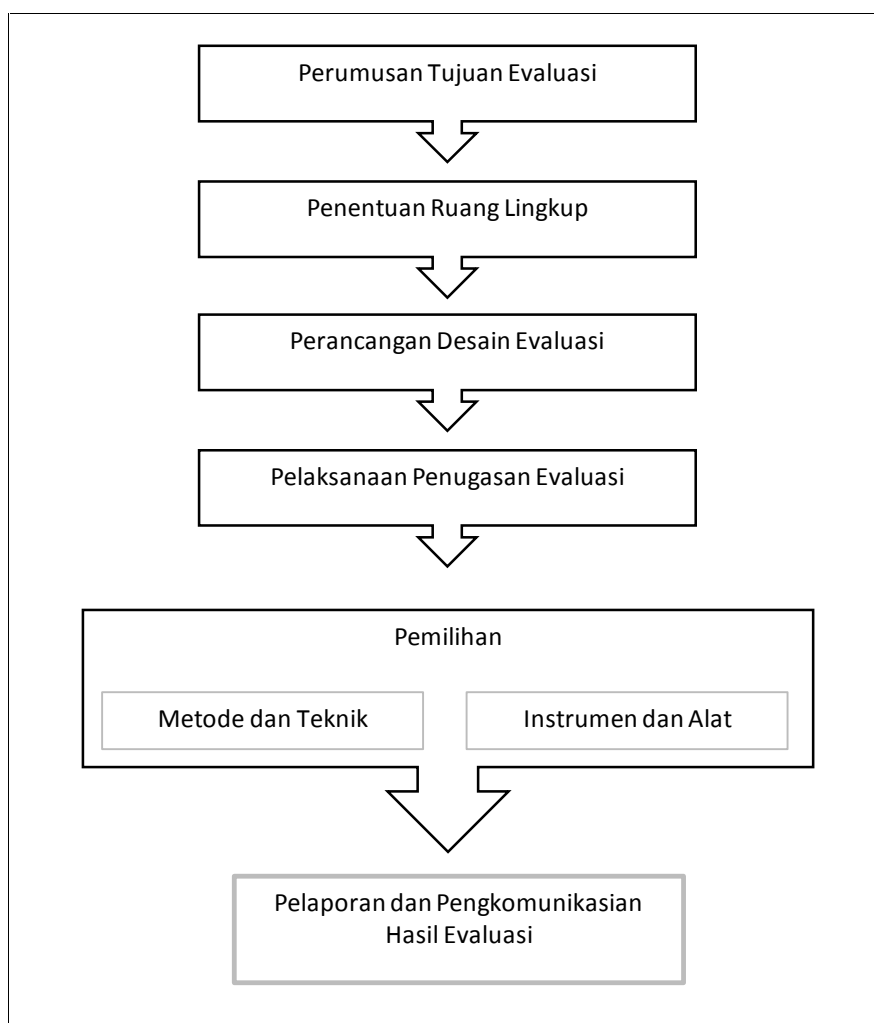 Perumusan Tujuan Evaluasi
Penentuan Ruang Lingkup
Perancangan Desain Evaluasi
Pelaksanaan Penugasan Evaluasi
Pemilihan
Metode dan Teknik
Instrumen dan Alat
Pelaporan dan Pengkomunikasian
Hasil Evaluasi